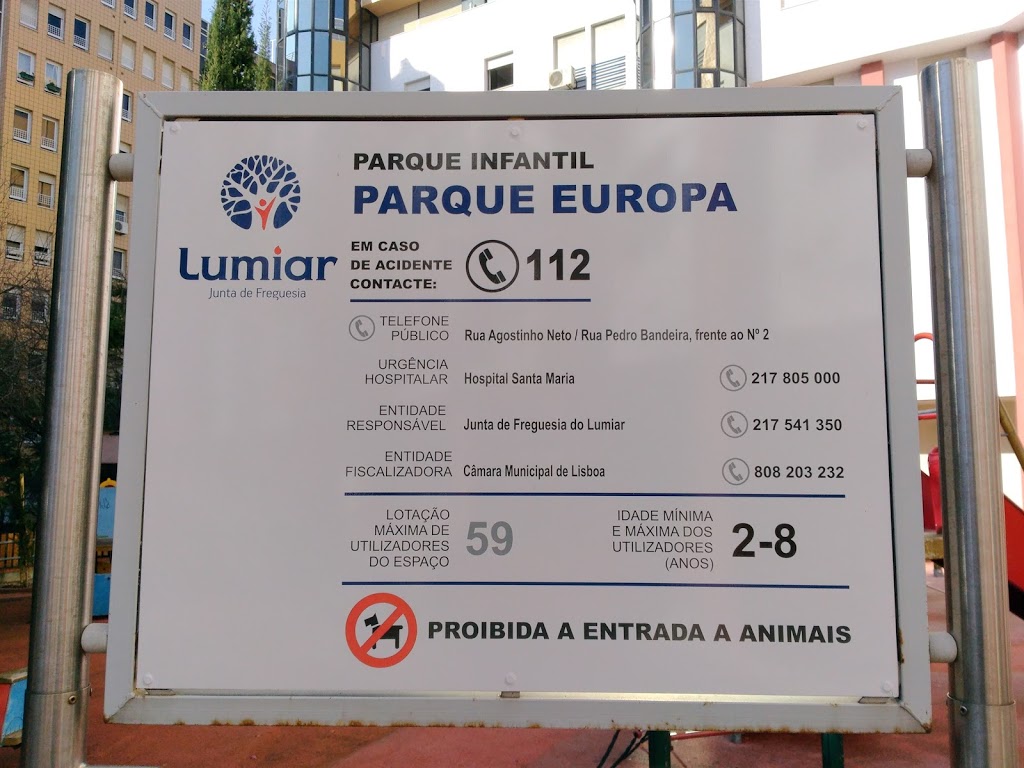 PARQUE INFANTIL
PARQUE EUROPA
Lumiar
Junta de Freguesia
EM CASO
DE ACIDENTE
CONTACTE:
112
TELEFONE
PÚBLICO
Rua Agostinho Neto / Rua Pedro Bandeira, frente ao Nº 2
URGÊNCIA
HOSPITALAR
Hospital Santa Maria
217 805 000
ENTIDADE
RESPONSÁVEL
Junta de Freguesia do Lumiar
217 541 350
ENTIDADE
FISCALIZADORA
Câmara Municipal de Lisboa
808 203 232
LOTAÇÃO
MÁXIMA DE
UTILIZADORES
DO ESPAÇO
59
IDADE MÍNIMA
E MÁXIMA DOS
UTILIZADORES
(ANOS)
2-8
PROIBIDA A ENTRADA A ANIMAIS